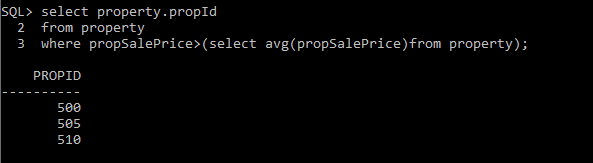 SQL> select property.propId
2 from property
3 where propSalePrice>(select avg(propSalePrice)from property);
PROPID
----------
500
505
510